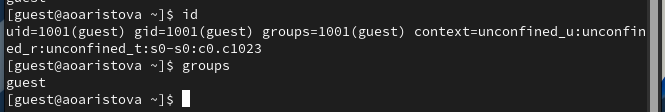 guest
[guest@aoaristova ~]$ id
uid=1001(guest) gid=1001(guest) groups=1001(guest) context=unconfined_u:unconfin
ed_r:unconfined_t:s0-s0:c0.c1023
[guest@aoaristova ~]$ groups
guest
[guest@aoaristova ~]$